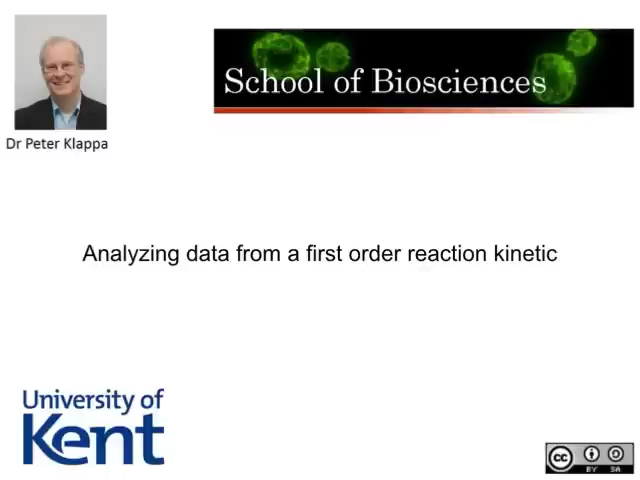 School of Biosciences
Dr Peter Klappa
Analyzing data from a first order reaction kinetic
University of
Kent
cc
BY SA